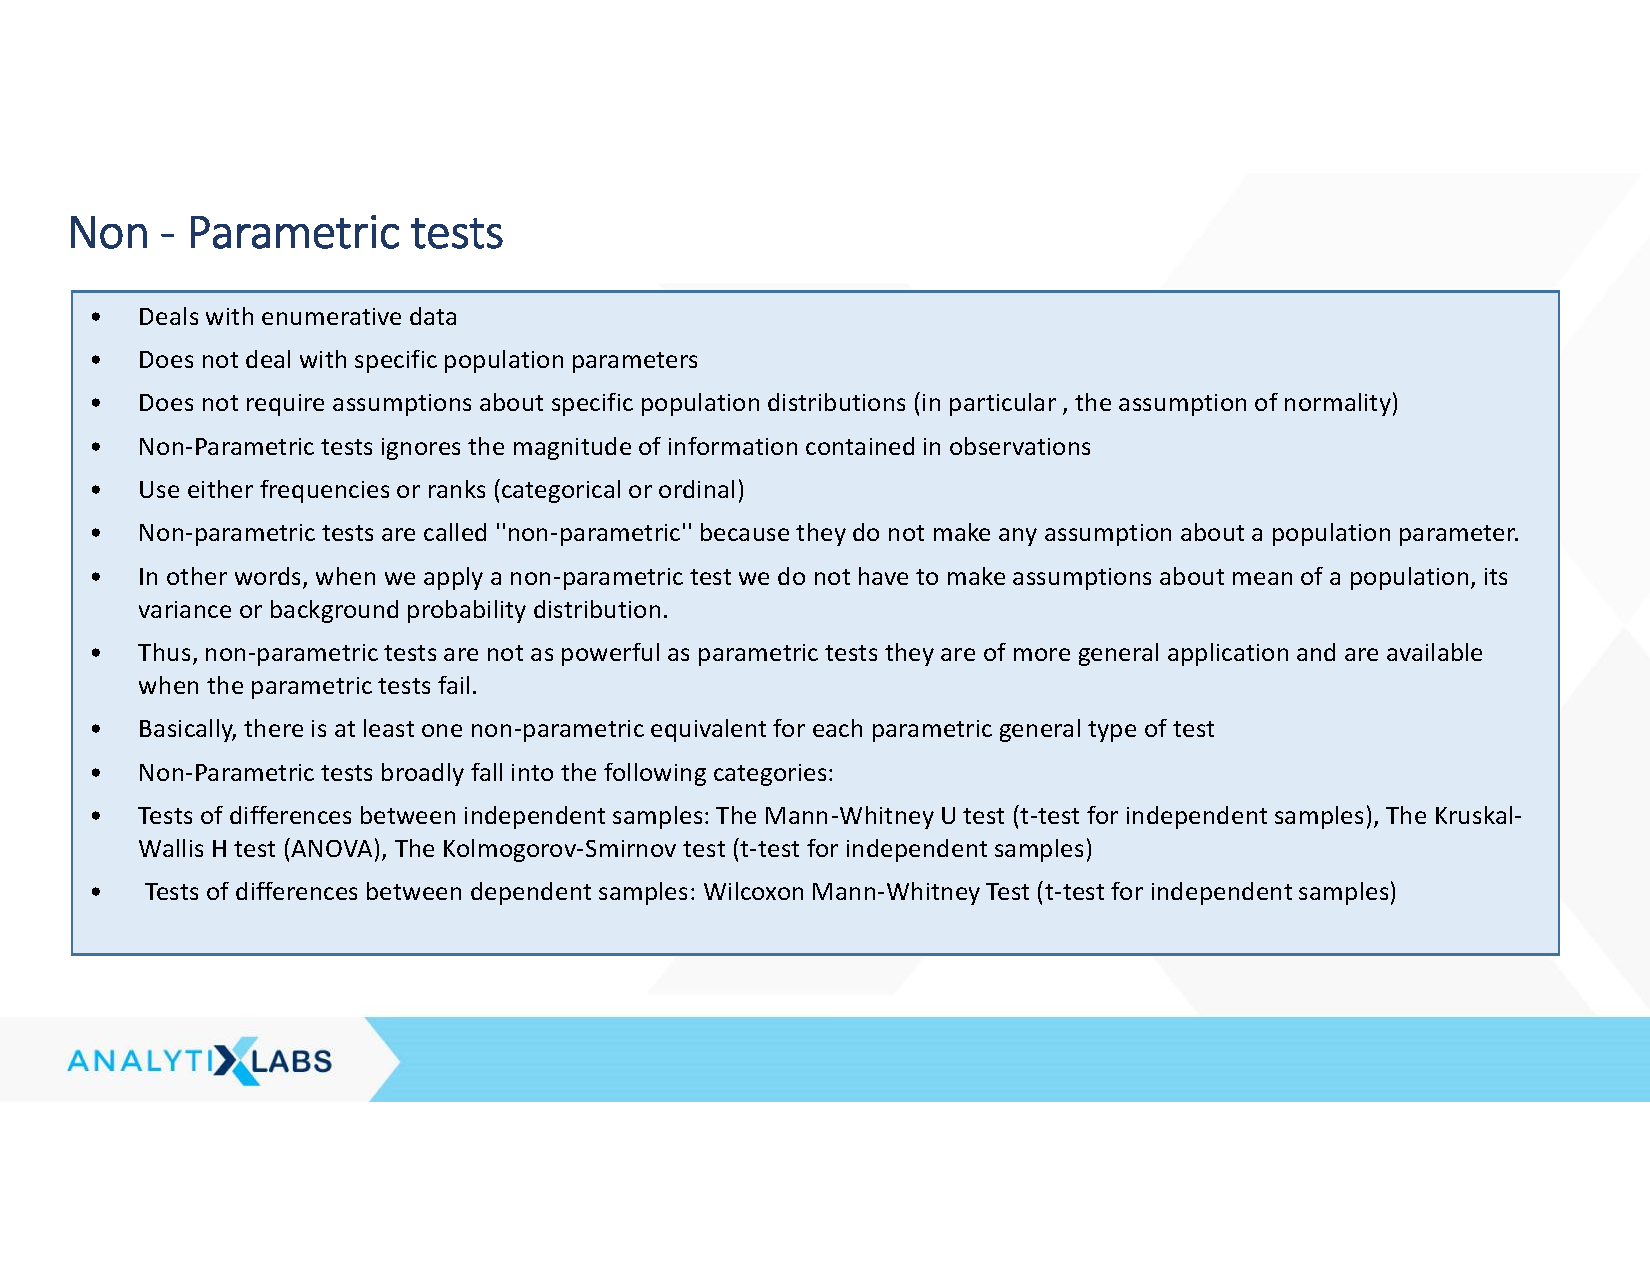 Non - Parametric tests
• Deals with enumerative data
• Does not deal with specific population parameters
• Does not require assumptions about specific population distributions (in particular , the assumption of normality)
• Non-Parametric tests ignores the magnitude of information contained in observations
• Use either frequencies or ranks (categorical or ordinal)
• Non-parametric tests are called ''non-parametric'' because they do not make any assumption about a population parameter.
• In other words, when we apply a non-parametric test we do not have to make assumptions about mean of a population, its
variance or background probability distribution.
• Thus, non-parametric tests are not as powerful as parametric tests they are of more general application and are available
when the parametric tests fail.
• Basically, there is at least one non-parametric equivalent for each parametric general type of test
• Non-Parametric tests broadly fall into the following categories:
• Tests of differences between independent samples: The Mann-Whitney U test (t-test for independent samples), The Kruskal-
Wallis H test (ANOVA), The Kolmogorov-Smirnov test (t-test for independent samples)
• Tests of differences between dependent samples: Wilcoxon Mann-Whitney Test (t-test for independent samples)
ANALYTIXLABS